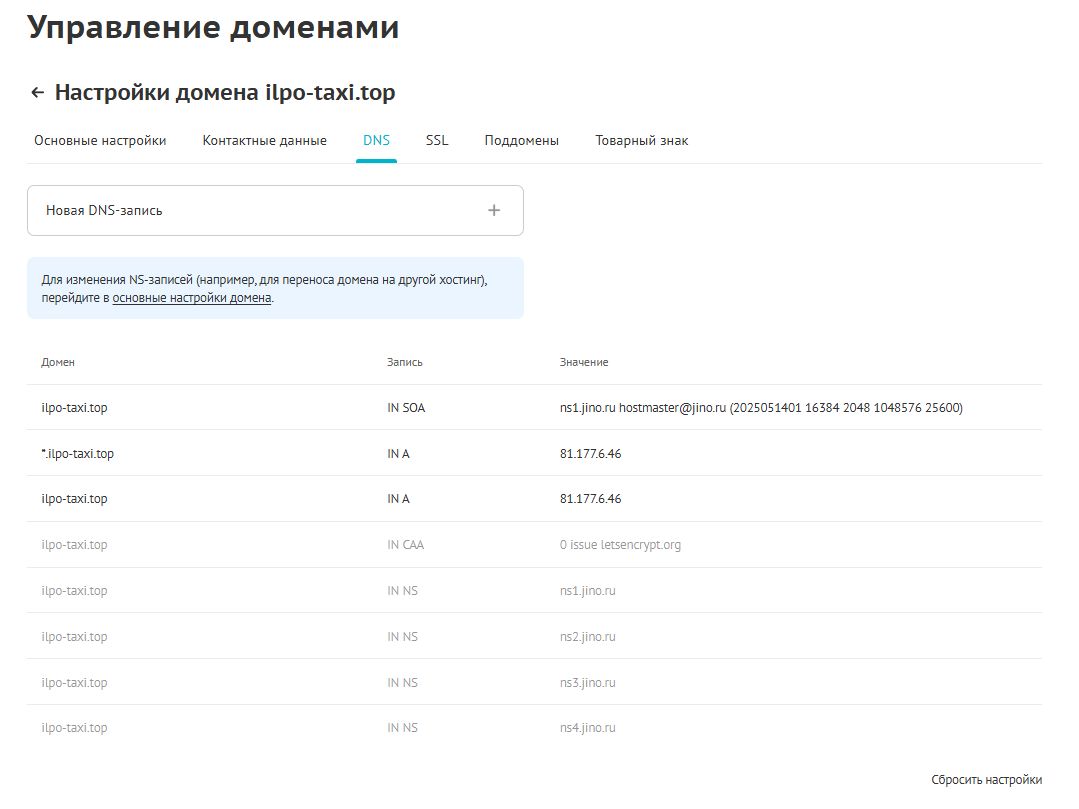 Управление доменами
← Настройки домена ilpo-taxi.top
Основные настройки Контактные данные DNS SSL Поддомены Товарный знак
Новая DNS-запись +
Для изменения NS-записей (например, для переноса домена на другой хостинг),
перейдите в основные настройки домена.
Домен Запись Значение
ilpo-taxi.top IN SOA ns1.jino.ru hostmaster@jino.ru (2025051401 16384 2048 1048576 25600)
*.ilpo-taxi.top IN A 81.177.6.46
ilpo-taxi.top IN A 81.177.6.46
ilpo-taxi.top IN CAA 0 issue letsencrypt.org
ilpo-taxi.top IN NS ns1.jino.ru
ilpo-taxi.top IN NS ns2.jino.ru
ilpo-taxi.top IN NS ns3.jino.ru
ilpo-taxi.top IN NS ns4.jino.ru
Сбросить настройки